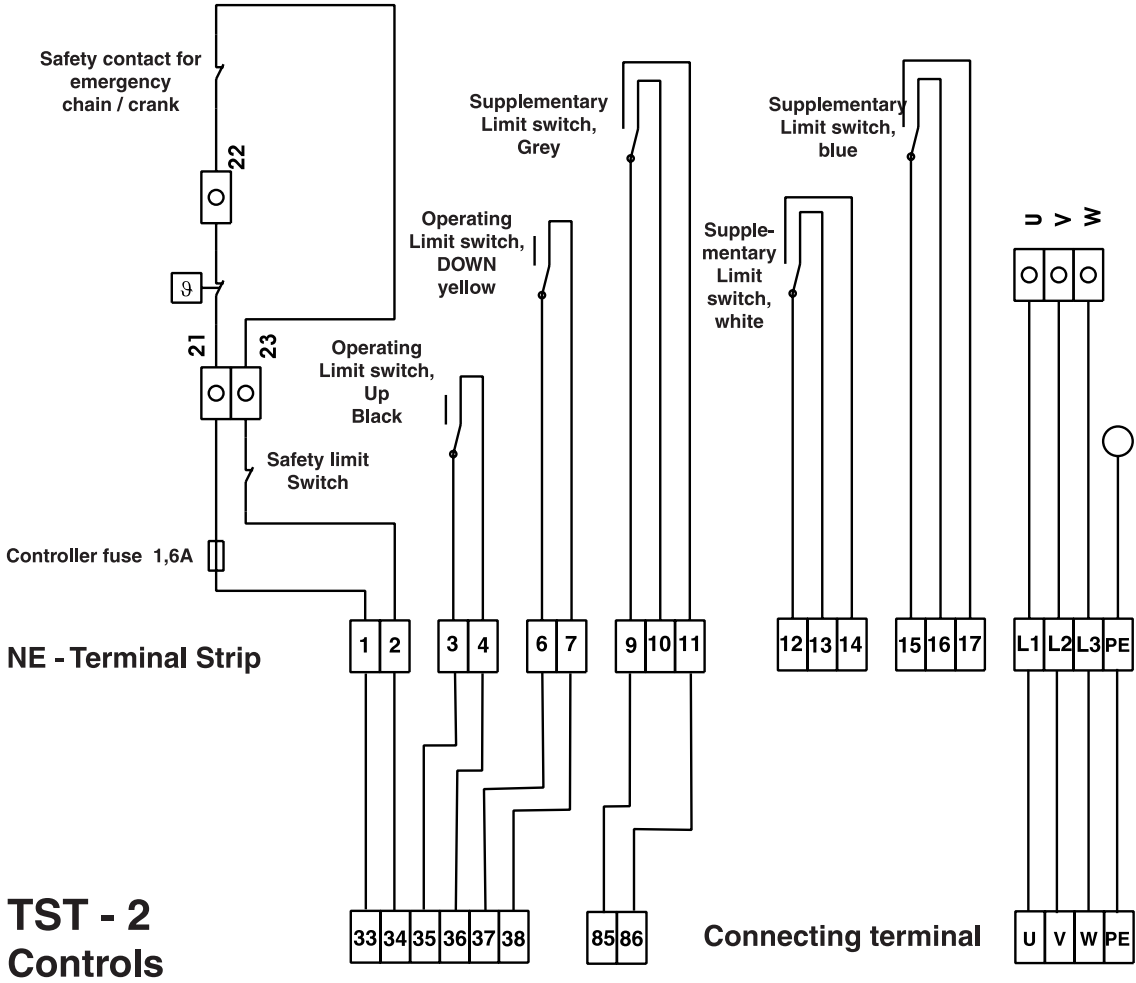 Safety contact for
emergency
chain / crank
22
ϑ
21
23
Safety limit
Switch
Controller fuse 1,6A
Operating
Limit switch,
Up
Black
Operating
Limit switch,
DOWN
yellow
Supplementary
Limit switch,
Grey
Supple-
mentary
Limit
switch,
white
Supplementary
Limit switch,
blue
U V W
NE - Terminal Strip
1 2 3 4 6 7 9 10 11 12 13 14 15 16 17 L1 L2 L3 PE
TST - 2
Controls
33 34 35 36 37 38 85 86
Connecting terminal
U V W PE